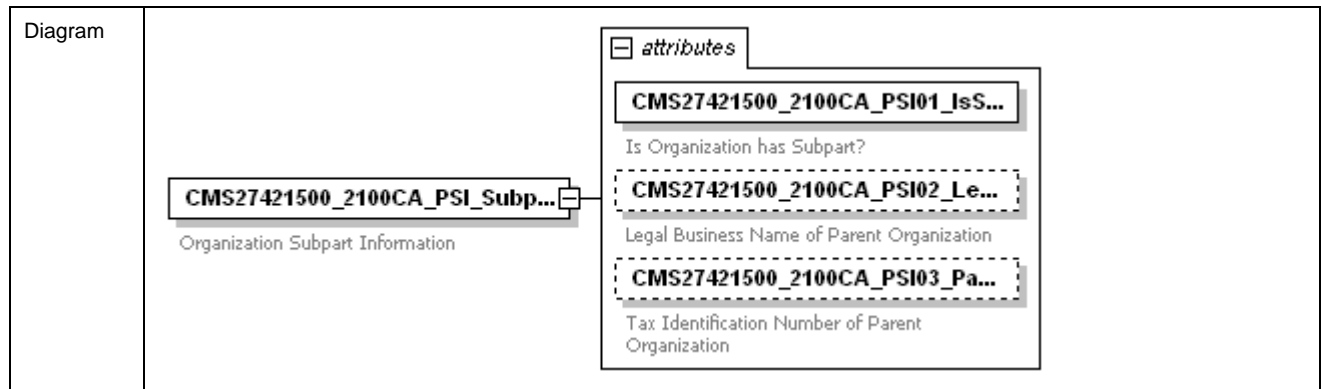 Diagram
attributes
CMS27421500_2100CA_PSI01_IsS...
Is Organization has Subpart?
CMS27421500_2100CA_PSI_Subp...
Organization Subpart Information
CMS27421500_2100CA_PSI02_Le...
Legal Business Name of Parent Organization
CMS27421500_2100CA_PSI03_Pa...
Tax Identification Number of Parent
Organization